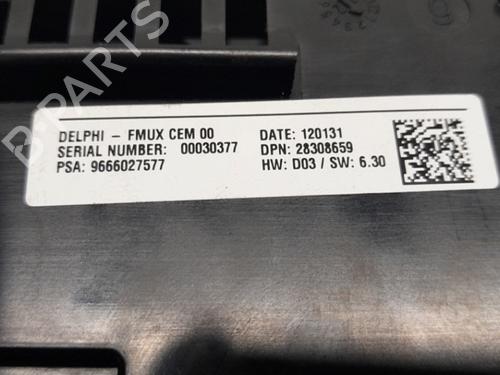 DELPHI - FMUX CEM 00 DATE: 120131
SERIAL NUMBER: 00030377 DPN: 28308659
PSA: 9666027577 HW: D03 / SW: 6.30
B-PARTS